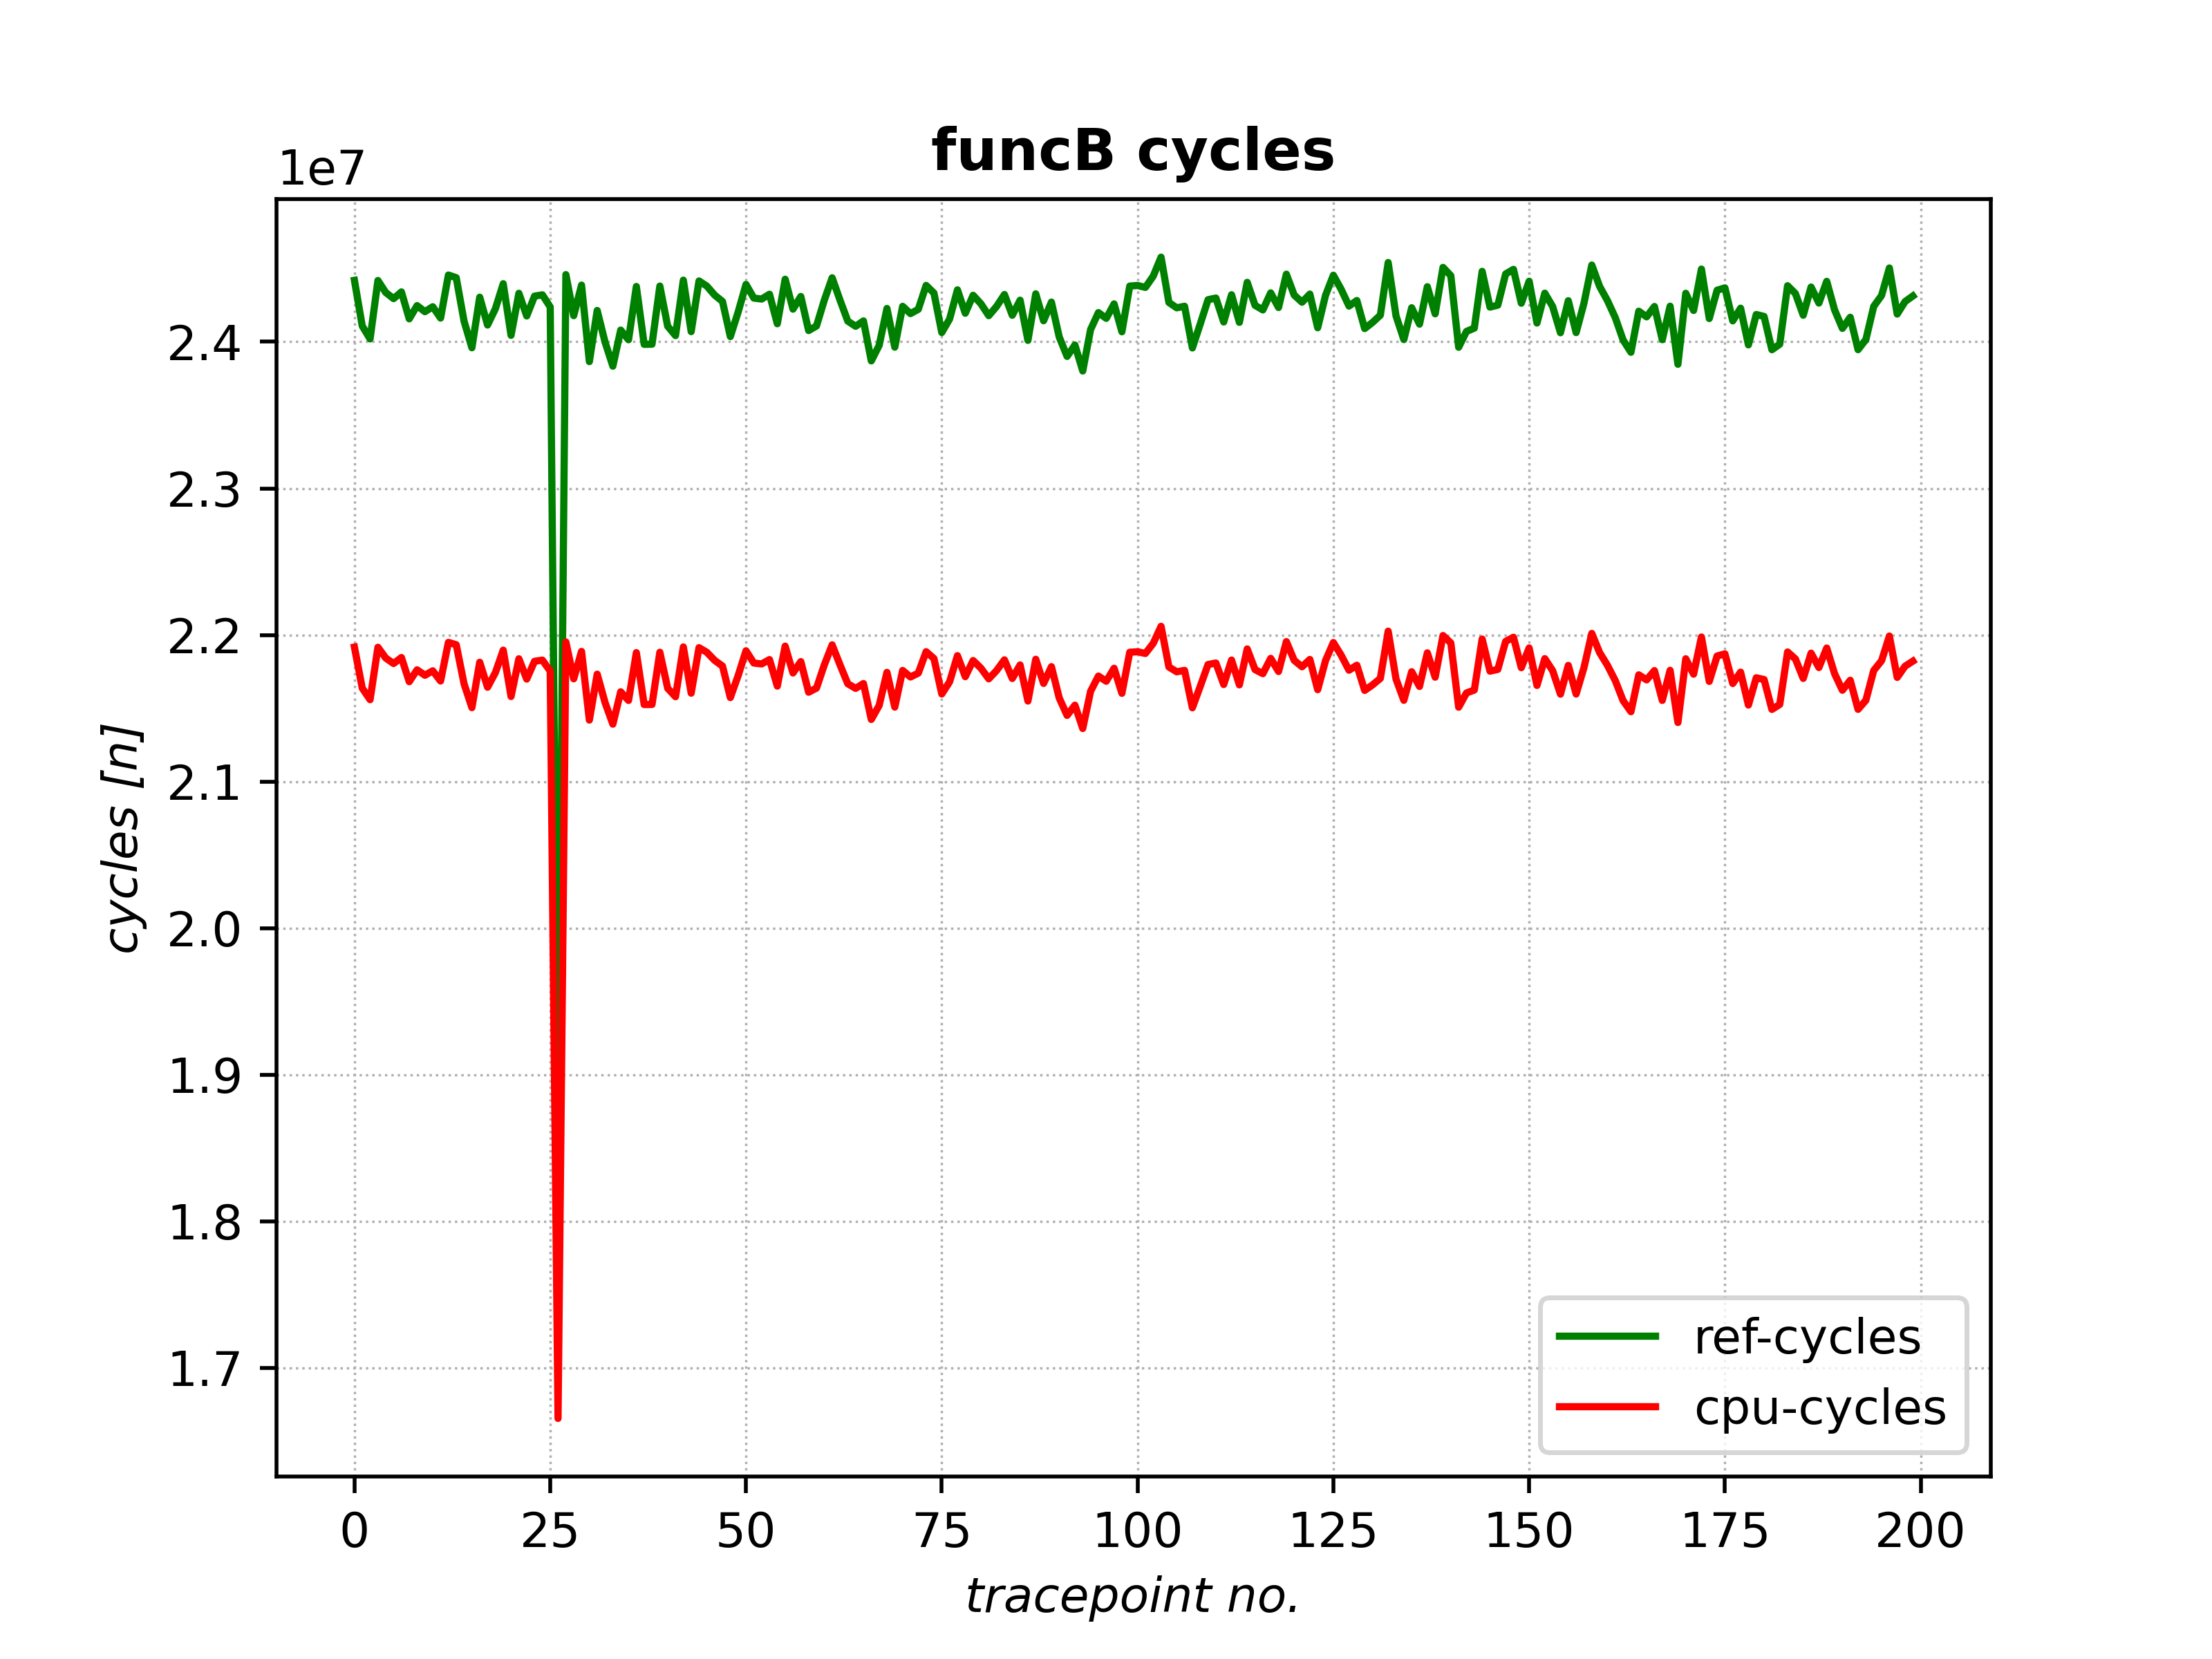 funcB cycles
1e7
2.4
2.3
2.2
2.1
2.0
1.9
1.8
1.7
cycles [n]
ref-cycles
cpu-cycles
0 25 50 75 100 125 150 175 200
tracepoint no.